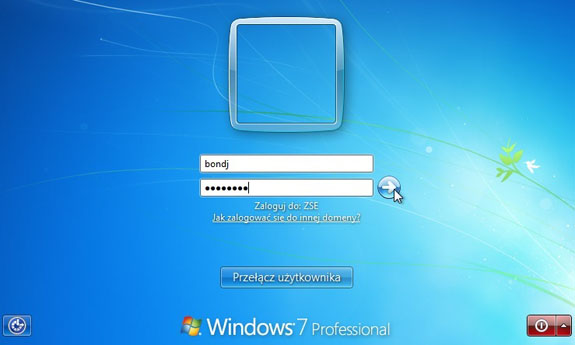 bondj
••••••••
Zaloguj do: ZSE
Jak zalogować się do innej domeny?
Przełącz użytkownika
Windows 7 Professional